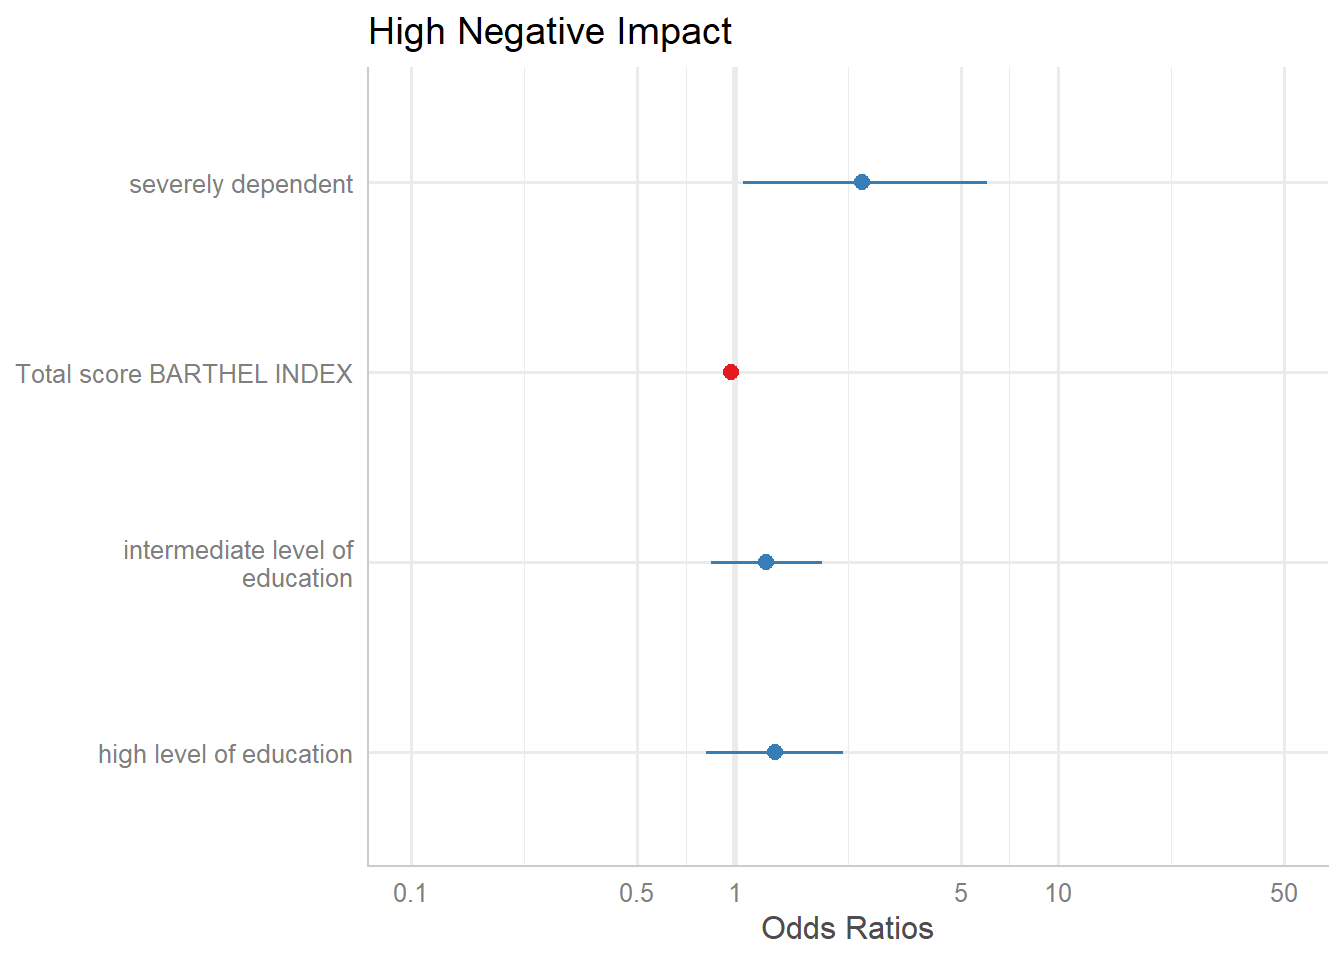 High Negative Impact
severely dependent
Total score BARTHEL INDEX
intermediate level of
education
high level of education
0.1 0.5 1 5 10 50
Odds Ratios